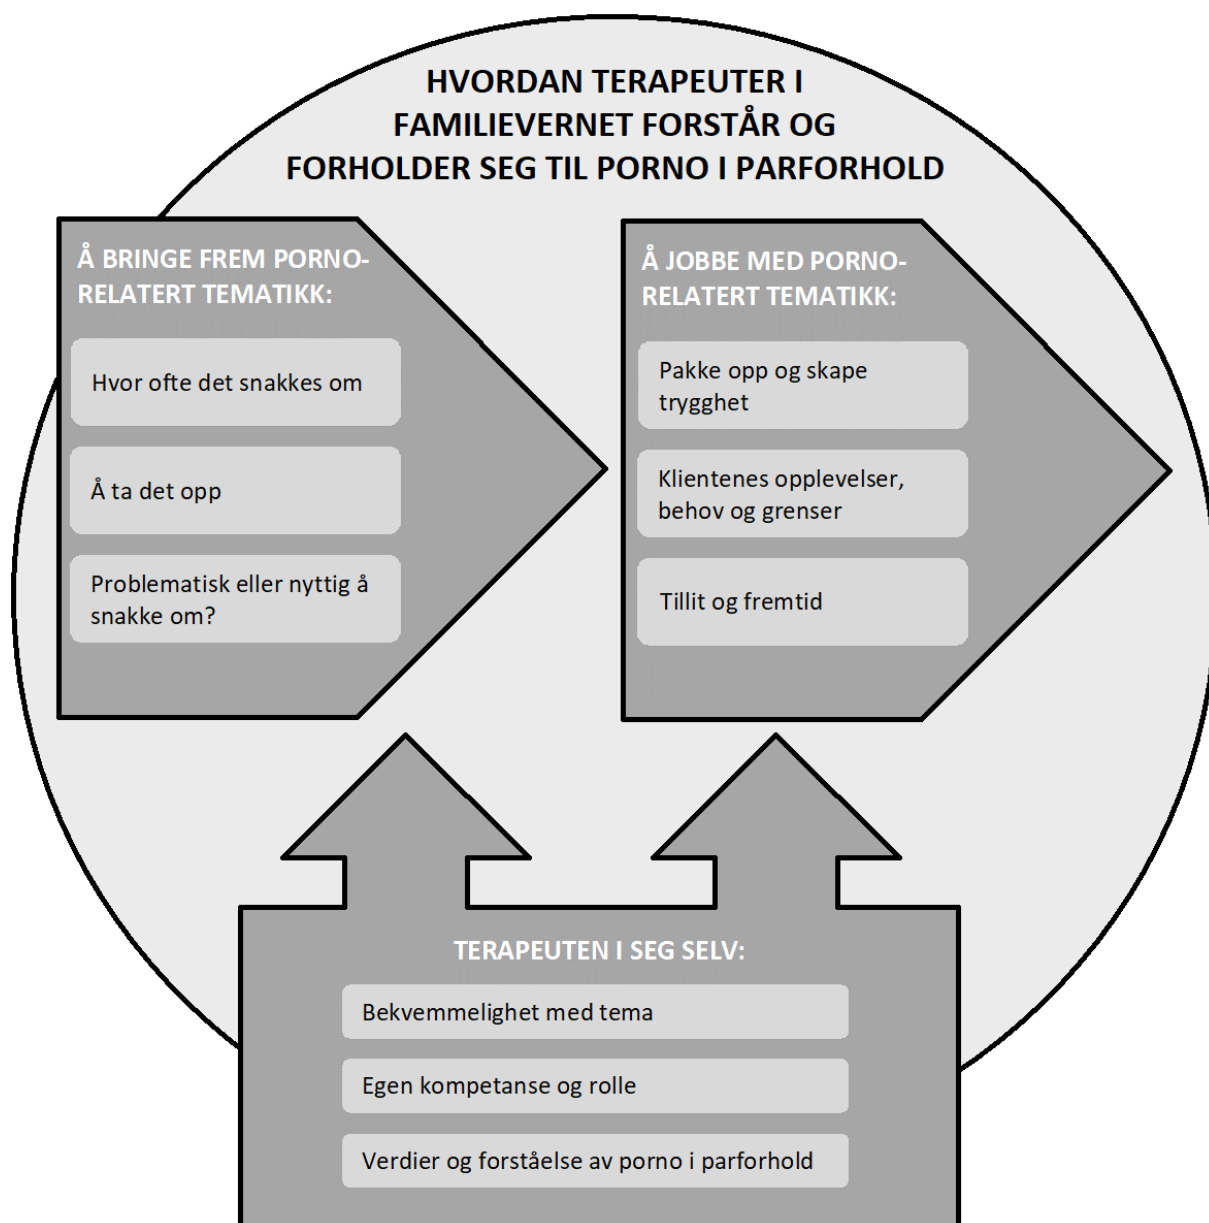 HVORDAN TERAPEUTER I
FAMILIEVERNET FORSTÅR OG
FORHOLDER SEG TIL PORNO I PARFORHOLD
Å BRINGE FREM PORNO-
RELATERT TEMATIKK:
Hvor ofte det snakkes om
Å ta det opp
Problematisk eller nyttig å
snakke om?
Å JOBBE MED PORNO-
RELATERT TEMATIKK:
Pakke opp og skape
trygghet
Klientenes opplevelser,
behov og grenser
Tillit og fremtid
TERAPEUTEN I SEG SELV:
Bekvemmelighet med tema
Egen kompetanse og rolle
Verdier og forståelse av porno i parforhold